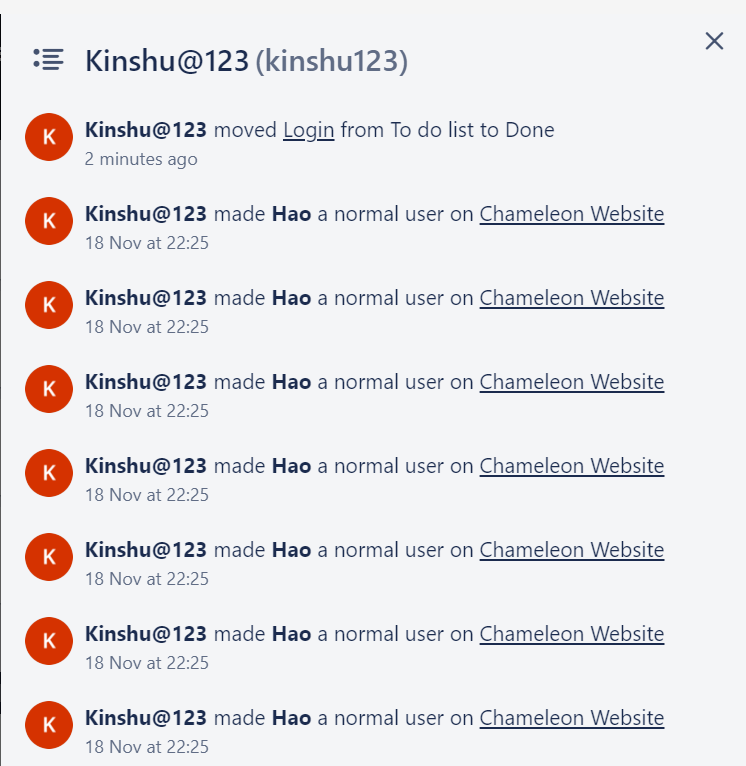 Kinshu@123 (kinshu123)
K
Kinshu@123 moved Login from To do list to Done
2 minutes ago
K
Kinshu@123 made Hao a normal user on Chameleon Website
18 Nov at 22:25
K
Kinshu@123 made Hao a normal user on Chameleon Website
18 Nov at 22:25
K
Kinshu@123 made Hao a normal user on Chameleon Website
18 Nov at 22:25
K
Kinshu@123 made Hao a normal user on Chameleon Website
18 Nov at 22:25
K
Kinshu@123 made Hao a normal user on Chameleon Website
18 Nov at 22:25
K
Kinshu@123 made Hao a normal user on Chameleon Website
18 Nov at 22:25
K
Kinshu@123 made Hao a normal user on Chameleon Website
18 Nov at 22:25